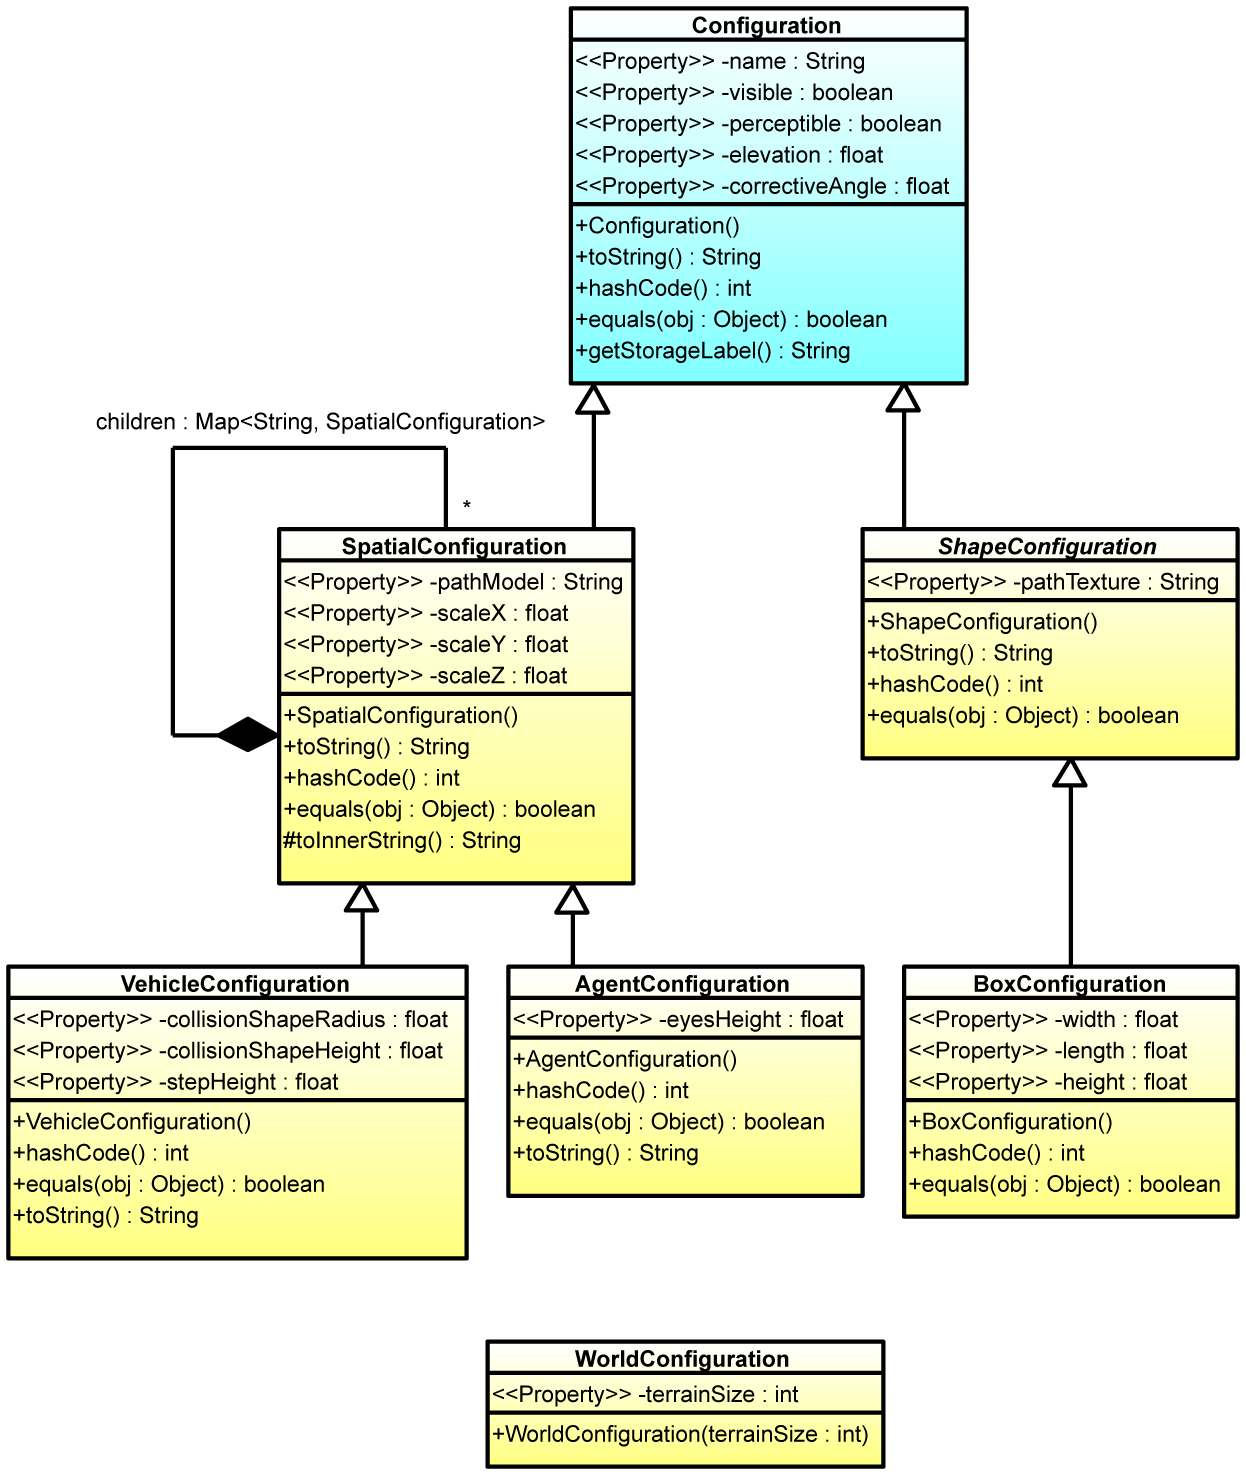 Configuration
<<Property>> -name : String
<<Property>> -visible : boolean
<<Property>> -perceptible : boolean
<<Property>> -elevation : float
<<Property>> -correctiveAngle : float
+Configuration()
+toString() : String
+hashCode() : int
+equals(obj : Object) : boolean
+getStorageLabel() : String
children : Map<String, SpatialConfiguration>
*
SpatialConfiguration
<<Property>> -pathModel : String
<<Property>> -scaleX : float
<<Property>> -scaleY : float
<<Property>> -scaleZ : float
+SpatialConfiguration()
+toString() : String
+hashCode() : int
+equals(obj : Object) : boolean
#toInnerString() : String
ShapeConfiguration
<<Property>> -pathTexture : String
+ShapeConfiguration()
+toString() : String
+hashCode() : int
+equals(obj : Object) : boolean
VehicleConfiguration
<<Property>> -collisionShapeRadius : float
<<Property>> -collisionShapeHeight : float
<<Property>> -stepHeight : float
+VehicleConfiguration()
+hashCode() : int
+equals(obj : Object) : boolean
+toString() : String
AgentConfiguration
<<Property>> -eyesHeight : float
+AgentConfiguration()
+hashCode() : int
+equals(obj : Object) : boolean
+toString() : String
BoxConfiguration
<<Property>> -width : float
<<Property>> -length : float
<<Property>> -height : float
+BoxConfiguration()
+hashCode() : int
+equals(obj : Object) : boolean
WorldConfiguration
<<Property>> -terrainSize : int
+WorldConfiguration(terrainSize : int)